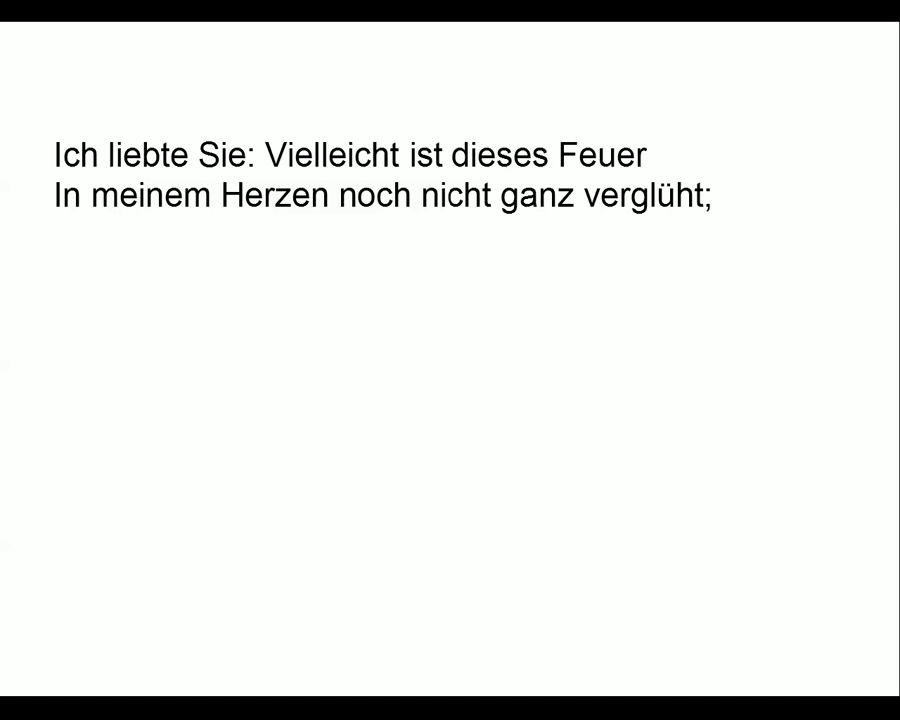 Ich liebte Sie: Vielleicht ist dieses Feuer
In meinem Herzen noch nicht ganz verglüht;